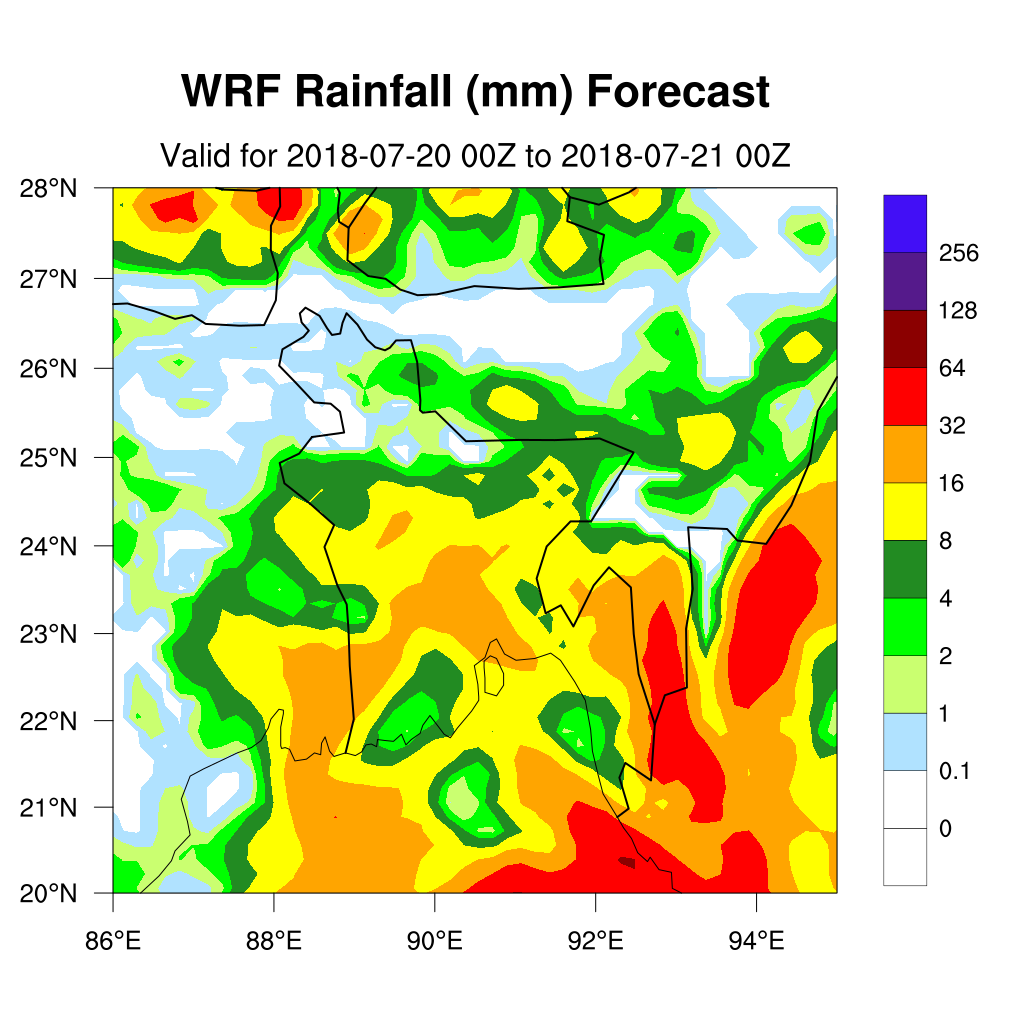 WRF Rainfall (mm) Forecast
Valid for 2018-07-20 00Z to 2018-07-21 00Z
28°N
27°N
26°N
25°N
24°N
23°N
22°N
21°N
20°N
86°E 88°E 90°E 92°E 94°E
256
128
64
32
16
8
4
2
1
0.1
0